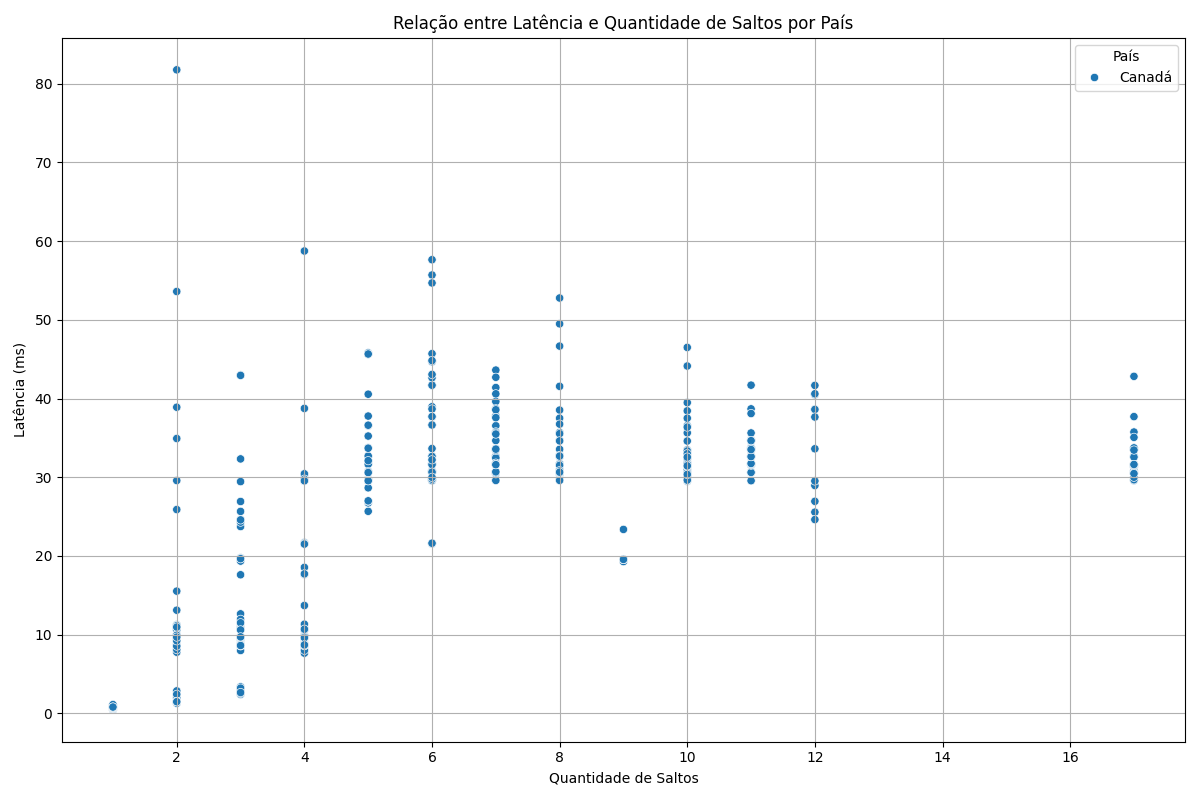 Relação entre Latência e Quantidade de Saltos por País
País
Canadá
Latência (ms)
80
70
60
50
40
30
20
10
0
2 4 6 8 10 12 14 16
Quantidade de Saltos